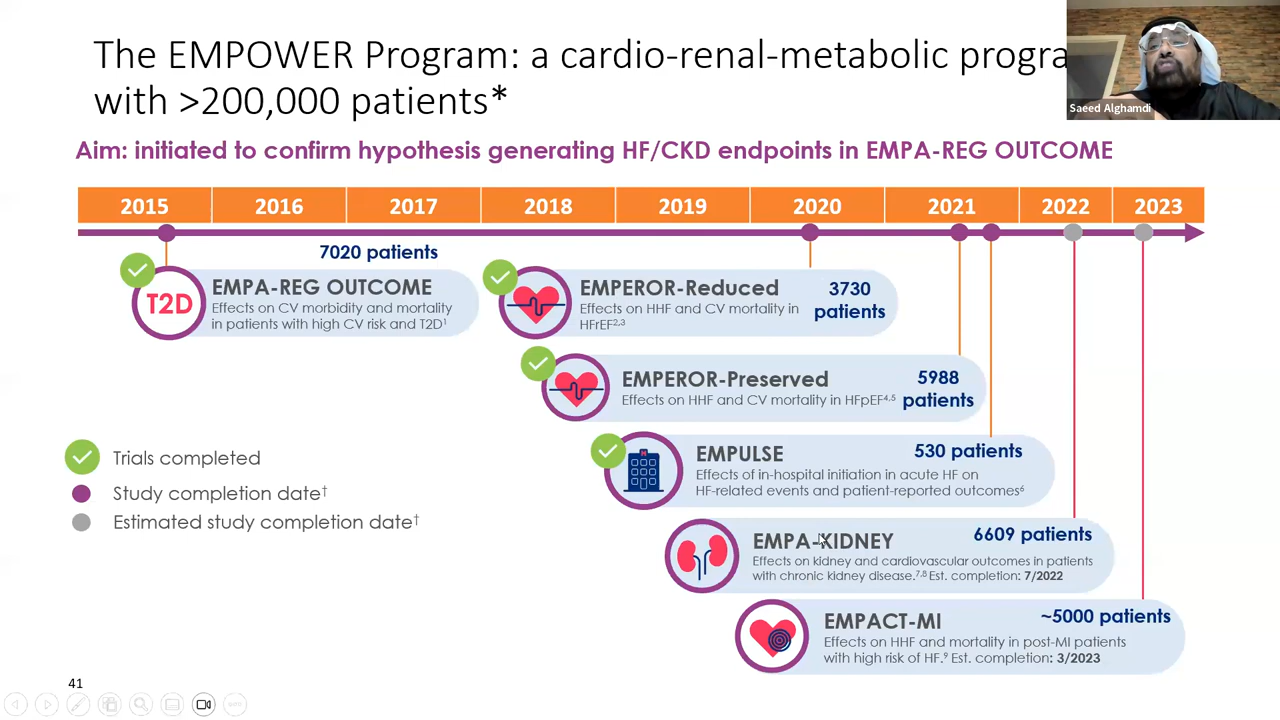 The EMPOWER Program: a cardio-renal-metabolic progra
with >200,000 patients*
Saeed Alghamdi
Aim: initiated to confirm hypothesis generating HF/CKD endpoints in EMPA-REG OUTCOME
2015 2016 2017 2018 2019 2020 2021 2022 2023
7020 patients
T2D
EMPA-REG OUTCOME
Effects on CV morbidity and mortality
in patients with high CV risk and T2D¹
EMPEROR-Reduced
Effects on HHF and CV mortality in
HFrEF²,³
3730
patients
EMPEROR-Preserved
Effects on HHF and CV mortality in HFpEF⁴,⁵
5988
patients
EMPULSE
530 patients
Effects of in-hospital initiation in acute HF on
HF-related events and patient-reported outcomes⁶
Trials completed
Study completion date†
Estimated study completion date†
EMPA-KIDNEY
6609 patients
Effects on kidney and cardiovascular outcomes in patients
with chronic kidney disease.⁷,⁸ Est. completion: 7/2022
EMPACT-MI
~5000 patients
Effects on HHF and mortality in post-MI patients
with high risk of HF.⁹ Est. completion: 3/2023
41